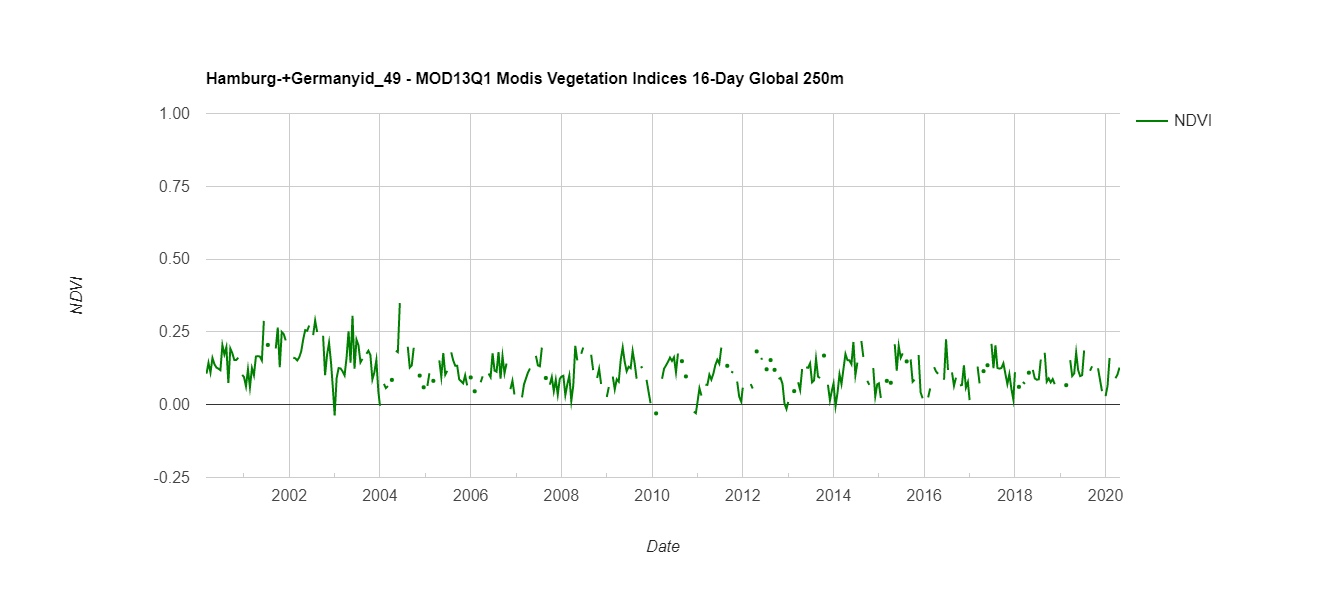 Hamburg-+Germanyid_49 - MOD13Q1 Modis Vegetation Indices 16-Day Global 250m
1.00
NDVI
0.75
0.50
NDVI
0.25
0.00
-0.25
2002 2004 2006 2008 2010 2012 2014 2016 2018 2020
Date